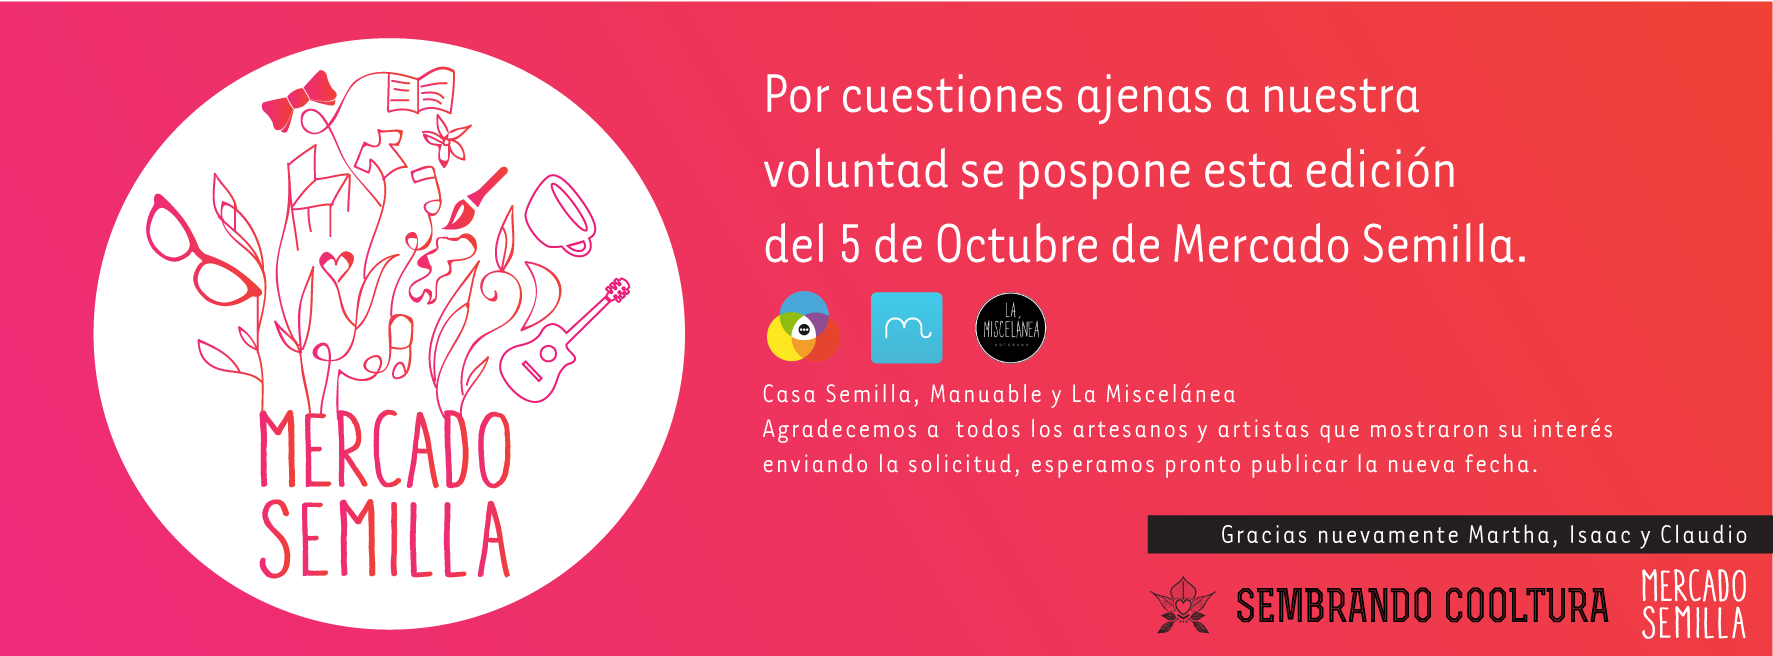 MERCADO
SEMILLA
Por cuestiones ajenas a nuestra
voluntad se pospone esta edición
del 5 de Octubre de Mercado Semilla.
m
LA
MISCELÁNEA
ARTESANA
Casa Semilla, Manuable y La Miscelánea
Agradecemos a todos los artesanos y artistas que mostraron su interés
enviando la solicitud, esperamos pronto publicar la nueva fecha.
Gracias nuevamente Martha, Isaac y Claudio
SEMBRANDO COOLTURA
MERCADO
SEMILLA